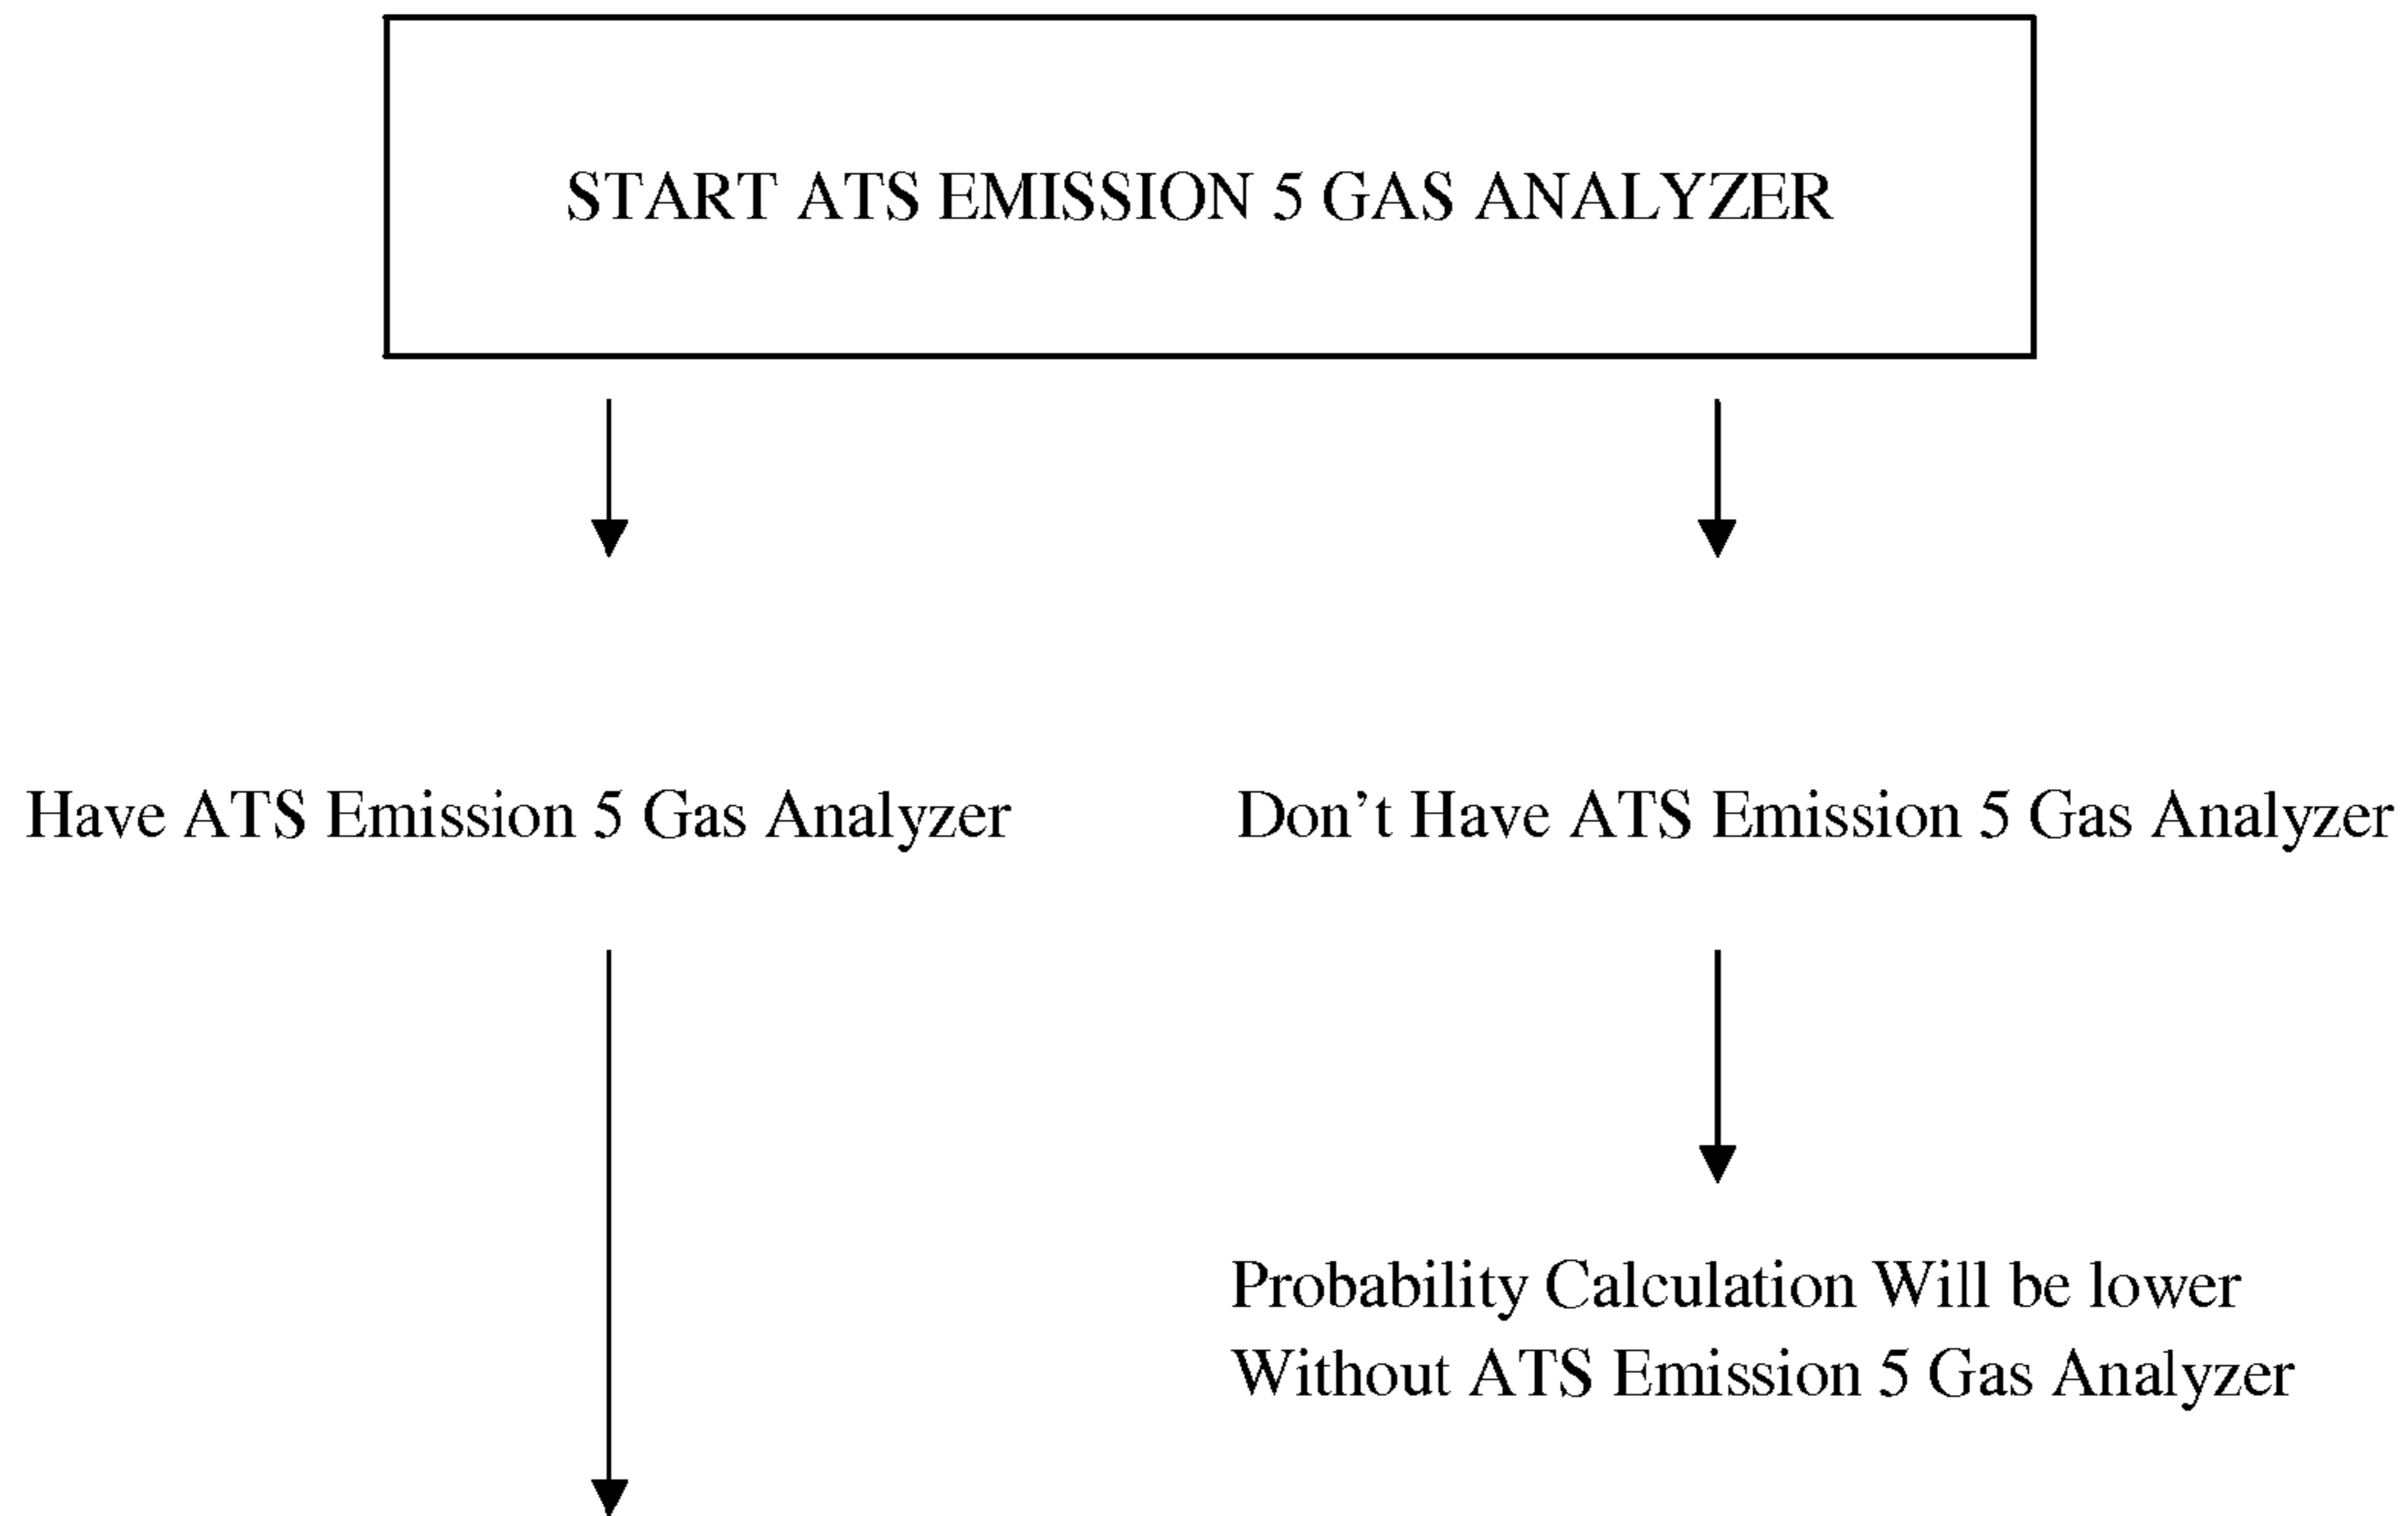 START ATS EMISSION 5 GAS ANALYZER
Have ATS Emission 5 Gas Analyzer
Don't Have ATS Emission 5 Gas Analyzer
Probability Calculation Will be lower
Without ATS Emission 5 Gas Analyzer